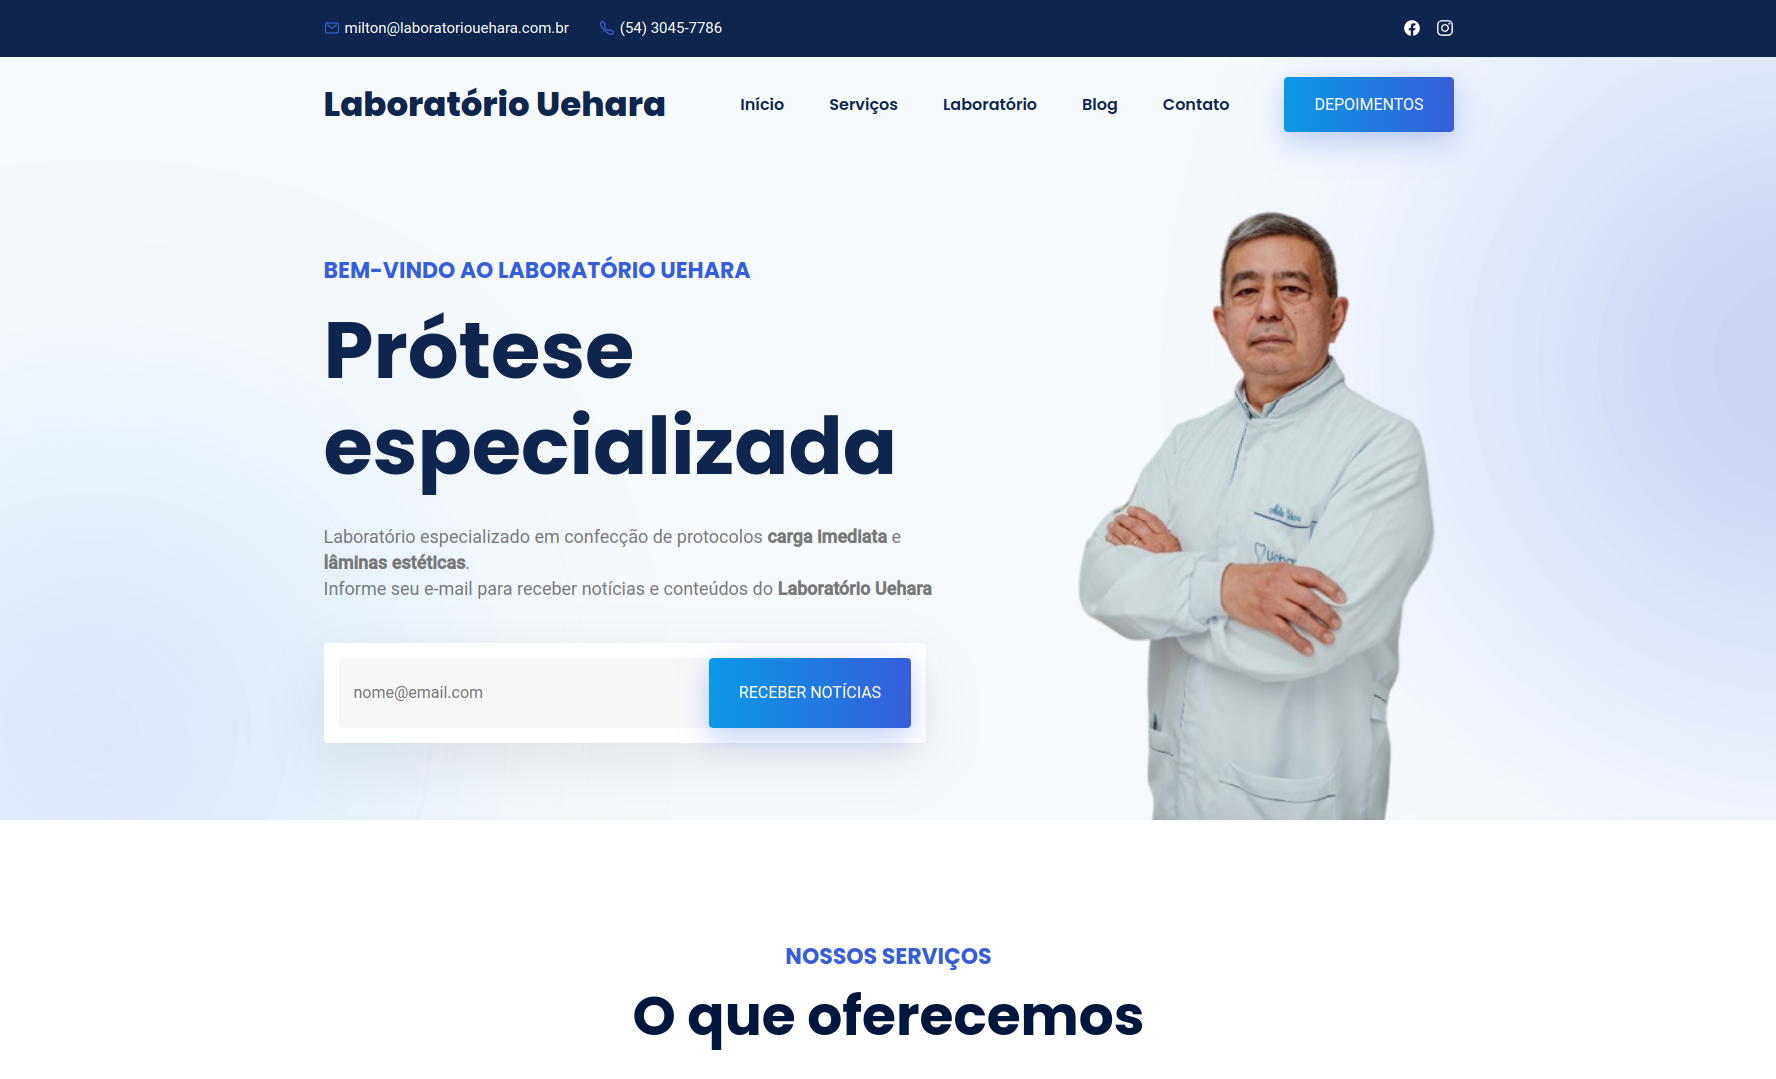 milton@laboratoriouehara.com.br (54) 3045-7786
Laboratório Uehara Início Serviços Laboratório Blog Contato DEPOIMENTOS
BEM-VINDO AO LABORATÓRIO UEHARA
Prótese
especializada
Laboratório especializado em confecção de protocolos carga imediata e
lâminas estéticas.
Informe seu e-mail para receber notícias e conteúdos do Laboratório Uehara
nome@email.com RECEBER NOTÍCIAS
NOSSOS SERVIÇOS
O que oferecemos